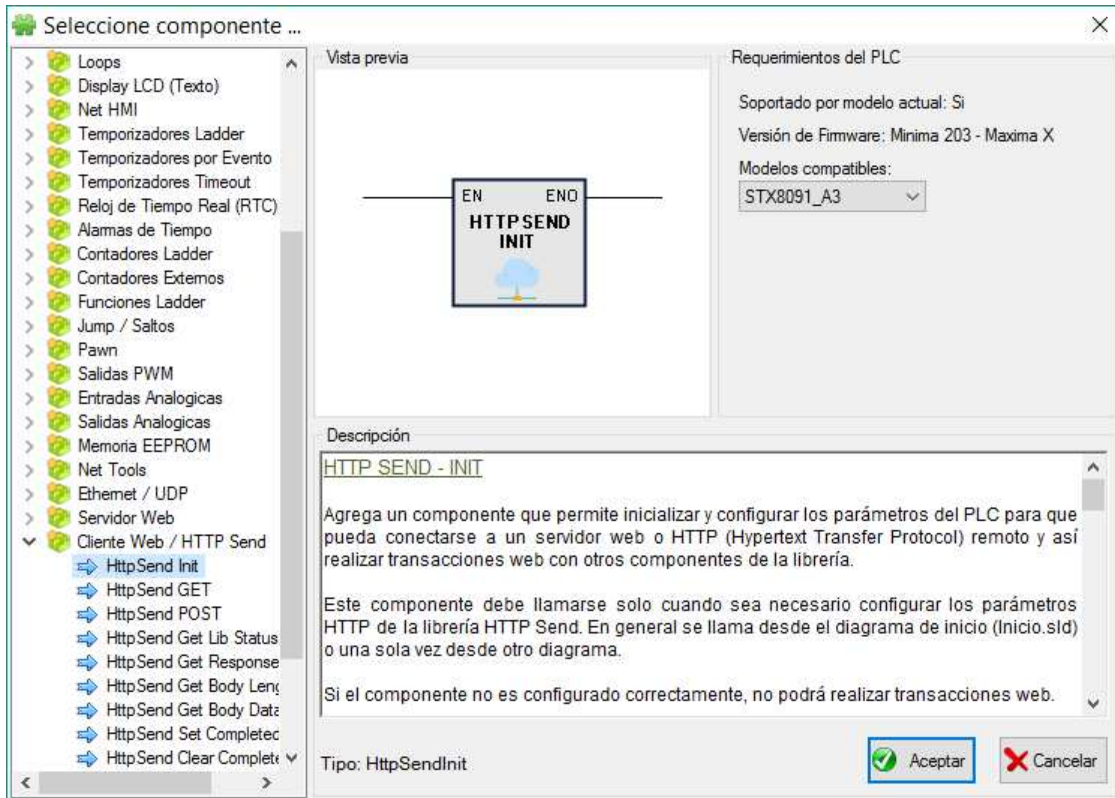 Seleccione componente ...
Loops
Display LCD (Texto)
Net HMI
Temporizadores Ladder
Temporizadores por Evento
Temporizadores Timeout
Reloj de Tiempo Real (RTC)
Alarmas de Tiempo
Contadores Ladder
Contadores Externos
Funciones Ladder
Jump / Saltos
Pawn
Salidas PWM
Entradas Analogicas
Salidas Analogicas
Memoria EEPROM
Net Tools
Ethernet / UDP
Servidor Web
Cliente Web / HTTP Send
HttpSend Init
HttpSend GET
HttpSend POST
HttpSend Get Lib Status
HttpSend Get Response
HttpSend Get Body Leng
HttpSend Get Body Data
HttpSend Set Completed
HttpSend Clear Complete
Vista previa
EN ENO
HTTPSEND
INIT
Requerimientos del PLC
Soportado por modelo actual: Si
Versión de Firmware: Minima 203 - Maxima X
Modelos compatibles:
STX8091_A3
Descripción
HTTP SEND - INIT
Agrega un componente que permite inicializar y configurar los parámetros del PLC para que
pueda conectarse a un servidor web o HTTP (Hypertext Transfer Protocol) remoto y así
realizar transacciones web con otros componentes de la librería.
Este componente debe llamarse solo cuando sea necesario configurar los parámetros
HTTP de la librería HTTP Send. En general se llama desde el diagrama de inicio (Inicio.sld)
o una sola vez desde otro diagrama.
Si el componente no es configurado correctamente, no podrá realizar transacciones web.
Tipo: HttpSendInit
Aceptar
Cancelar